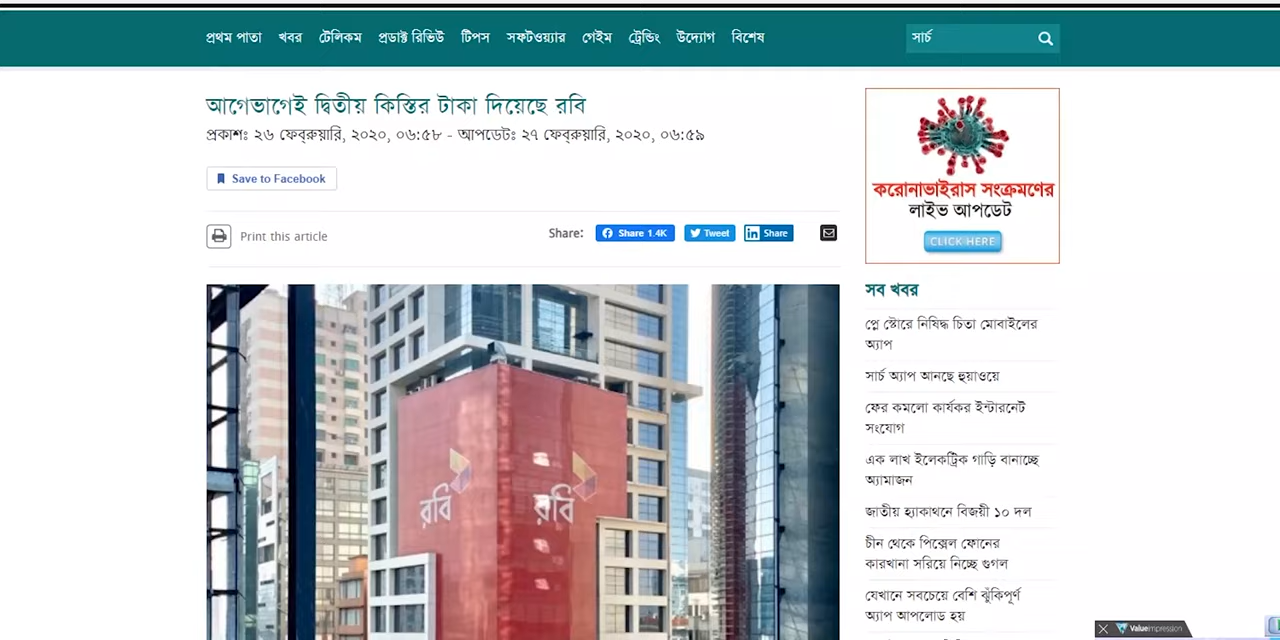 প্রথম পাতা খবর টেলিকম প্রডাক্ট রিভিউ টিপস সফটওয়্যার গেইম ট্রেন্ডিং উদ্যোগ বিশেষ সার্চ
আগেভাগেই দ্বিতীয় কিস্তির টাকা দিয়েছে রবি
প্রকাশঃ ২৬ ফেব্রুয়ারি, ২০২০, ০৬:৫৮ - আপডেটঃ ২৭ ফেব্রুয়ারি, ২০২০, ০৬:৫৯
Save to Facebook
Print this article Share: Share 1.4K Tweet Share
রবি রবি
করোনাভাইরাস সংক্রমণের
লাইভ আপডেট
CLICK HERE
সব খবর
প্লে স্টোরে নিষিদ্ধ চিতা মোবাইলের
অ্যাপ
সার্চ অ্যাপ আনছে হুয়াওয়ে
ফের কমলো কার্যকর ইন্টারনেট
সংযোগ
এক লাখ ইলেকট্রিক গাড়ি বানাচ্ছে
অ্যামাজন
জাতীয় হ্যাকাথনে বিজয়ী ১০ দল
চীন থেকে পিক্সেল ফোনের
কারখানা সরিয়ে নিচ্ছে গুগল
যেখানে সবচেয়ে বেশি ঝুঁকিপূর্ণ
অ্যাপ আপলোড হয়
Valueimpression